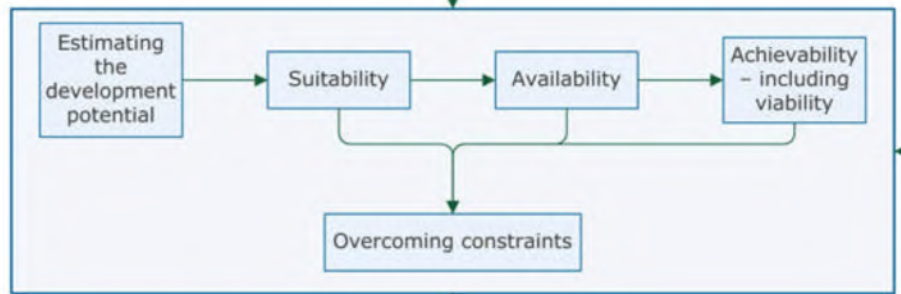 Estimating
the
development
potential
Suitability
Availability
Achievability
– including
viability
Overcoming constraints